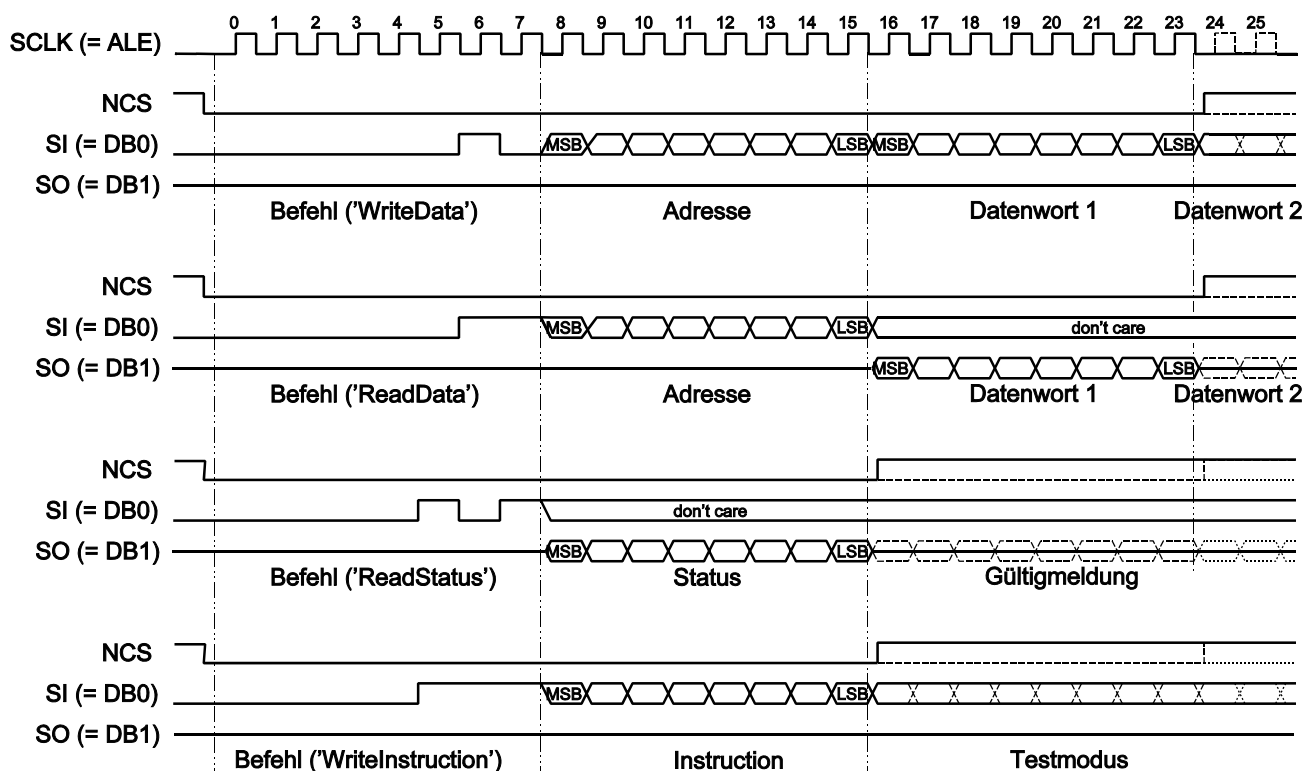 0 1 2 3 4 5 6 7 8 9 10 11 12 13 14 15 16 17 18 19 20 21 22 23 24 25
SCLK (= ALE)
NCS
SI (= DB0) MSB LSB MSB LSB
SO (= DB1)
Befehl ('WriteData') Adresse Datenwort 1 Datenwort 2
NCS
SI (= DB0) MSB LSB don't care
SO (= DB1) MSB LSB
Befehl ('ReadData') Adresse Datenwort 1 Datenwort 2
NCS
SI (= DB0) don't care
SO (= DB1) MSB LSB
Befehl ('ReadStatus') Status Gültigmeldung
NCS
SI (= DB0) MSB LSB
SO (= DB1)
Befehl ('WriteInstruction') Instruction Testmodus